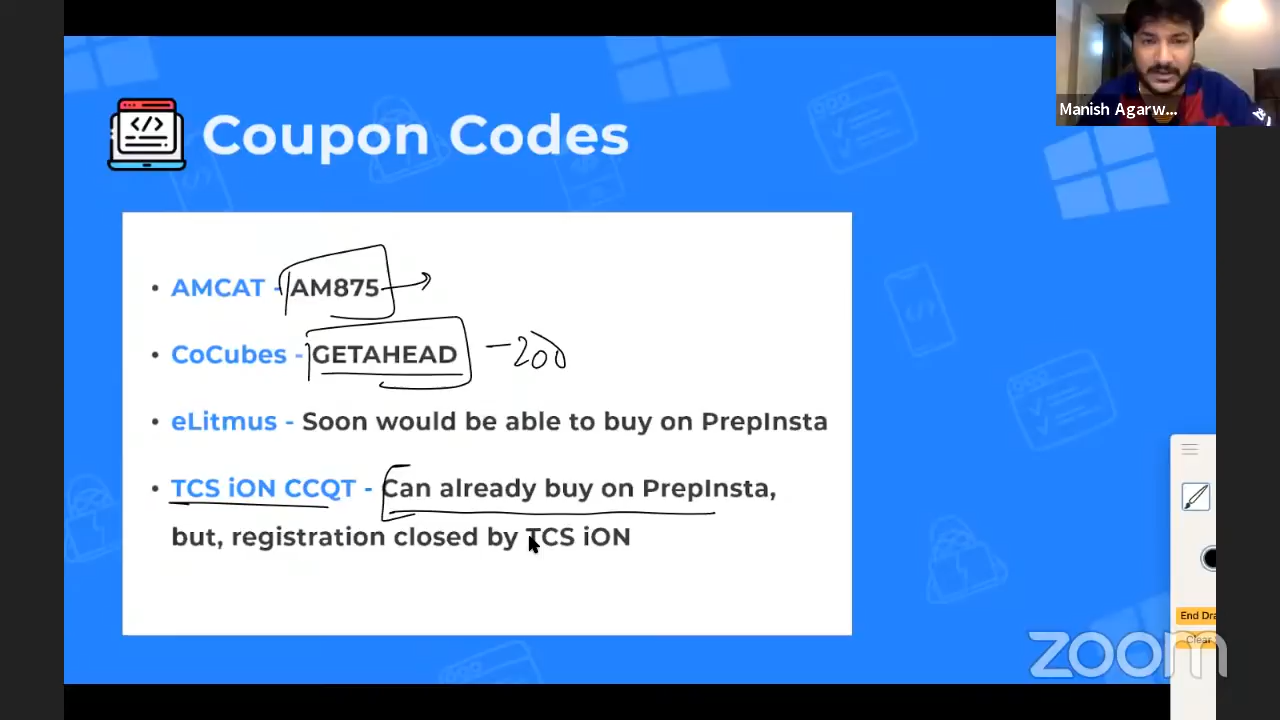 Manish Agarw...
</> Coupon Codes
• AMCAT - AM875
• CoCubes - GETAHEAD -200
• eLitmus - Soon would be able to buy on PrepInsta
• TCS iON CCQT - Can already buy on PrepInsta,
but, registration closed by TCS iON
End Dra
Clear
zoom